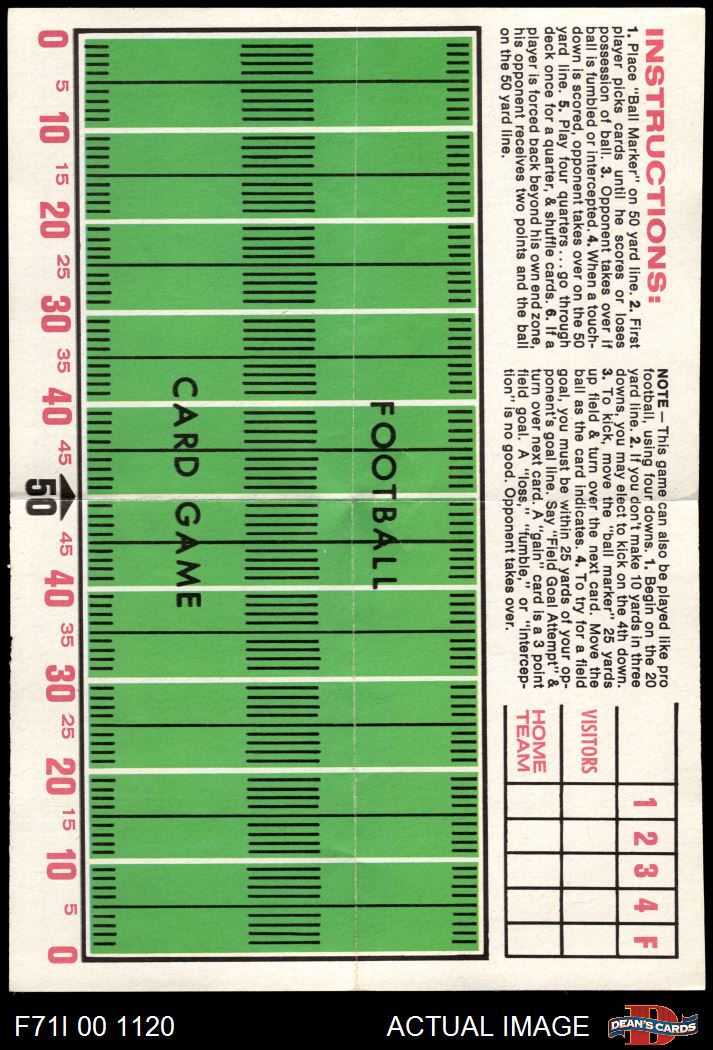 INSTRUCTIONS:
1. Place "Ball Marker" on 50 yard line. 2. First
player picks cards until he scores or loses
possession of ball. 3. Opponent takes over if
ball is fumbled or intercepted. 4. When a touch-
down is scored, opponent takes over on the 50
yard line. 5. Play four quarters . . . go through
deck once for a quarter, & shuffle cards. 6. If a
player is forced back beyond his own end zone,
his opponent receives two points and the ball
on the 50 yard line.
NOTE — This game can also be played like pro
football, using four downs. 1. Begin on the 20
yard line. 2. If you don't make 10 yards in three
downs, you may elect to kick on the 4th down.
3. To kick, move the "ball marker" 25 yards
up field & turn over the next card. Move the
ball as the card indicates. 4. To try for a field
goal, you must be within 25 yards of your op-
ponent's goal line. Say "Field Goal Attempt" &
turn over next card. A "gain" card is a 3 point
field goal. A "loss," "fumble," or "intercep-
tion" is no good. Opponent takes over.
1 2 3 4 F
VISITORS
HOME
TEAM
FOOTBALL
CARD GAME
0 5 10 15 20 25 30 35 40 45 50 45 40 35 30 25 20 15 10 5 0
F71I 00 1120
ACTUAL IMAGE
D
DEAN'S CARDS